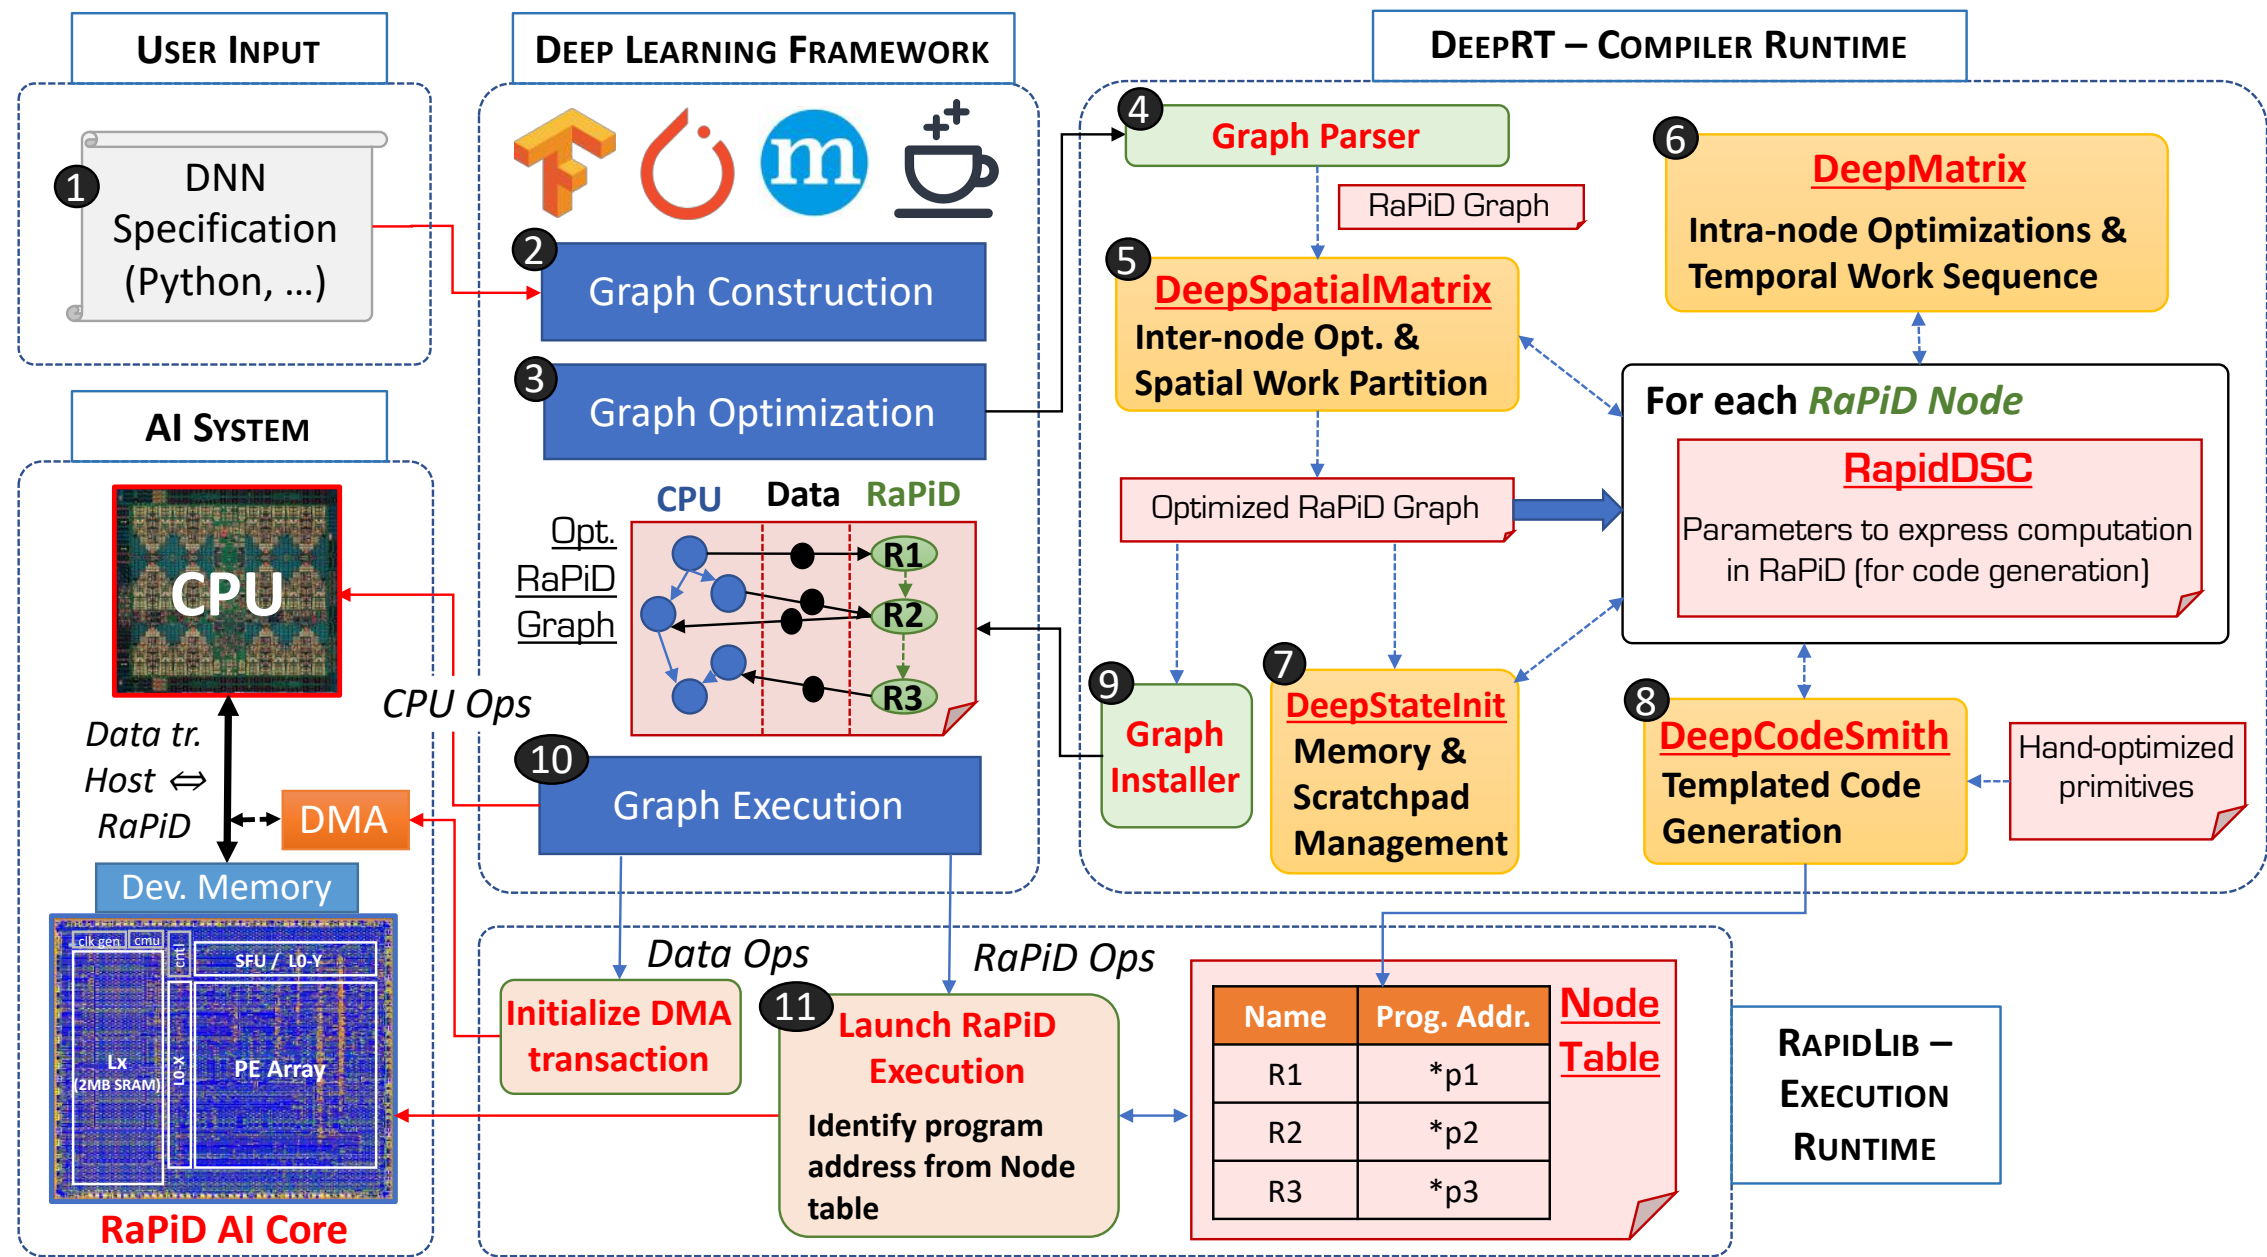 USER INPUT
1
DNN
Specification
(Python, ...)
AI SYSTEM
CPU
CPU Ops
Data tr.
Host ⇔
RaPiD
DMA
Dev. Memory
clk gen
cmu
cntl
SFU / L0-Y
Lx
(2MB SRAM)
L0-X
PE Array
RaPiD AI Core
DEEP LEARNING FRAMEWORK
m
2
Graph Construction
3
Graph Optimization
CPU
Data
RaPiD
Opt.
RaPiD
Graph
R1
R2
R3
10
Graph Execution
DEEPRT – COMPILER RUNTIME
4
Graph Parser
RaPiD Graph
5
DeepSpatialMatrix
Inter-node Opt. &
Spatial Work Partition
Optimized RaPiD Graph
6
DeepMatrix
Intra-node Optimizations &
Temporal Work Sequence
For each RaPiD Node
RapidDSC
Parameters to express computation
in RaPiD (for code generation)
7
DeepStateInit
Memory &
Scratchpad
Management
8
DeepCodeSmith
Templated Code
Generation
Hand-optimized
primitives
9
Graph
Installer
Data Ops
RaPiD Ops
Initialize DMA
transaction
11
Launch RaPiD
Execution
Identify program
address from Node
table
Name Prog. Addr.
R1 *p1
R2 *p2
R3 *p3
Node
Table
RAPIDLIB –
EXECUTION
RUNTIME